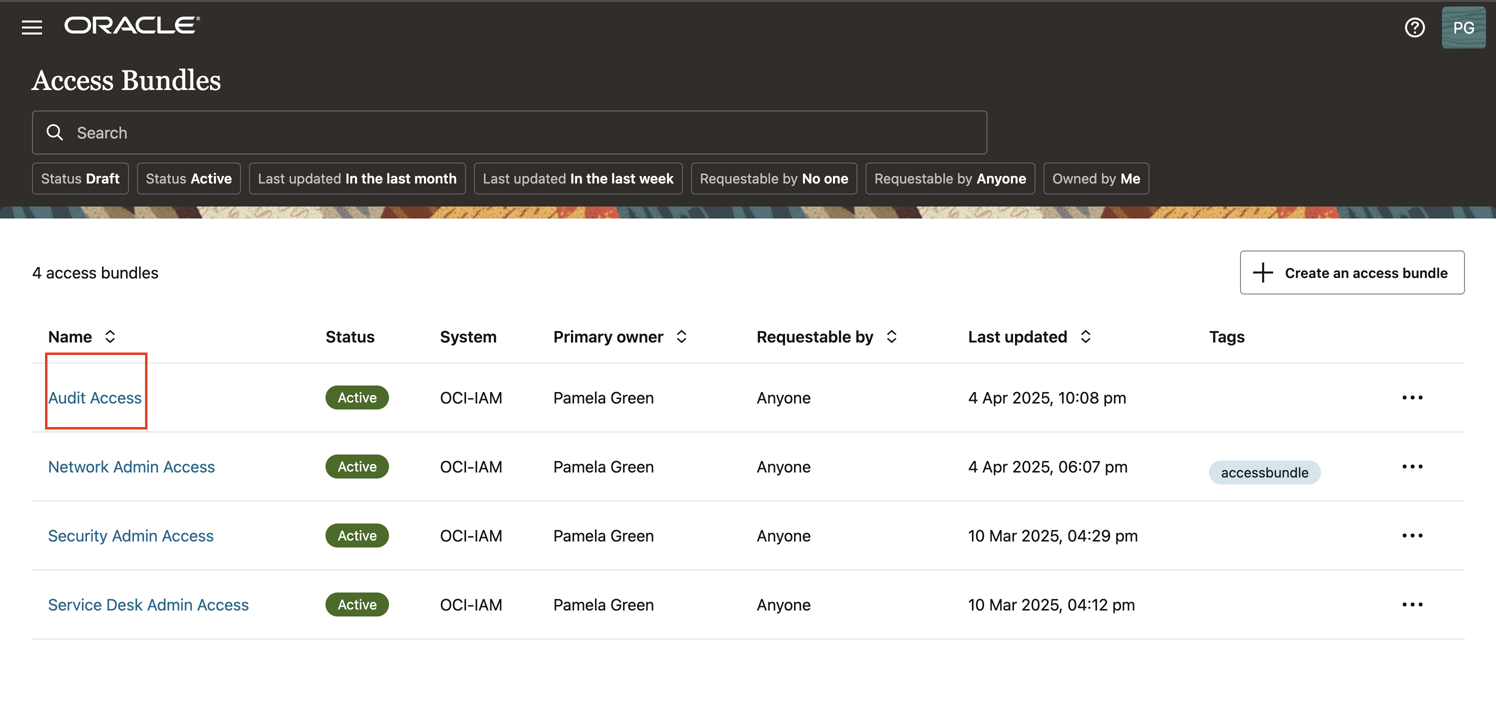 ORACLE
PG
Access Bundles
Search
Status Draft Status Active Last updated In the last month Last updated In the last week Requestable by No one Requestable by Anyone Owned by Me
4 access bundles Create an access bundle
Name Status System Primary owner Requestable by Last updated Tags
Audit Access Active OCI-IAM Pamela Green Anyone 4 Apr 2025, 10:08 pm
Network Admin Access Active OCI-IAM Pamela Green Anyone 4 Apr 2025, 06:07 pm accessbundle
Security Admin Access Active OCI-IAM Pamela Green Anyone 10 Mar 2025, 04:29 pm
Service Desk Admin Access Active OCI-IAM Pamela Green Anyone 10 Mar 2025, 04:12 pm